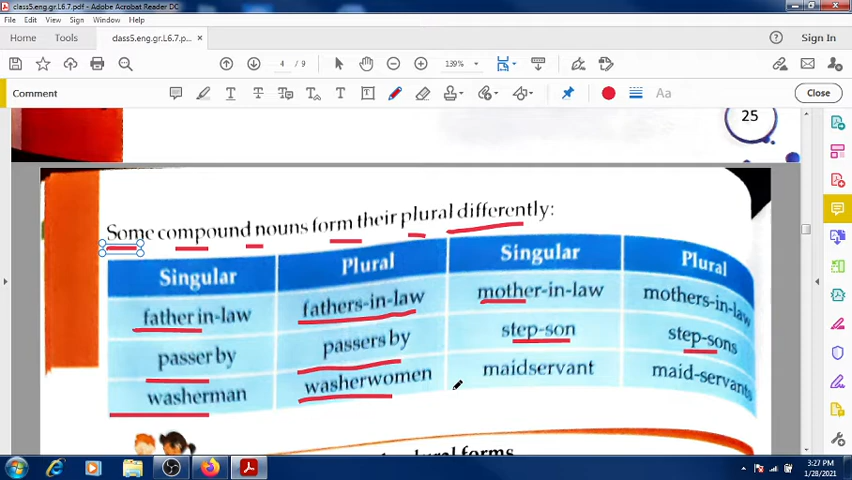 class5.eng.gr.L6.7.pdf - Adobe Acrobat Reader DC
File Edit View Sign Window Help
Home Tools class5.eng.gr.L6.7.p... × Sign In
4 / 9 139%
Comment Aa Close
25
Some compound nouns form their plural differently:
Singular Plural Singular Plural
father in-law fathers-in-law mother-in-law mothers-in-law
passer by passers by step-son step-sons
washerman washerwomen maidservant maid-servants
plural forms
3:27 PM
1/28/2021